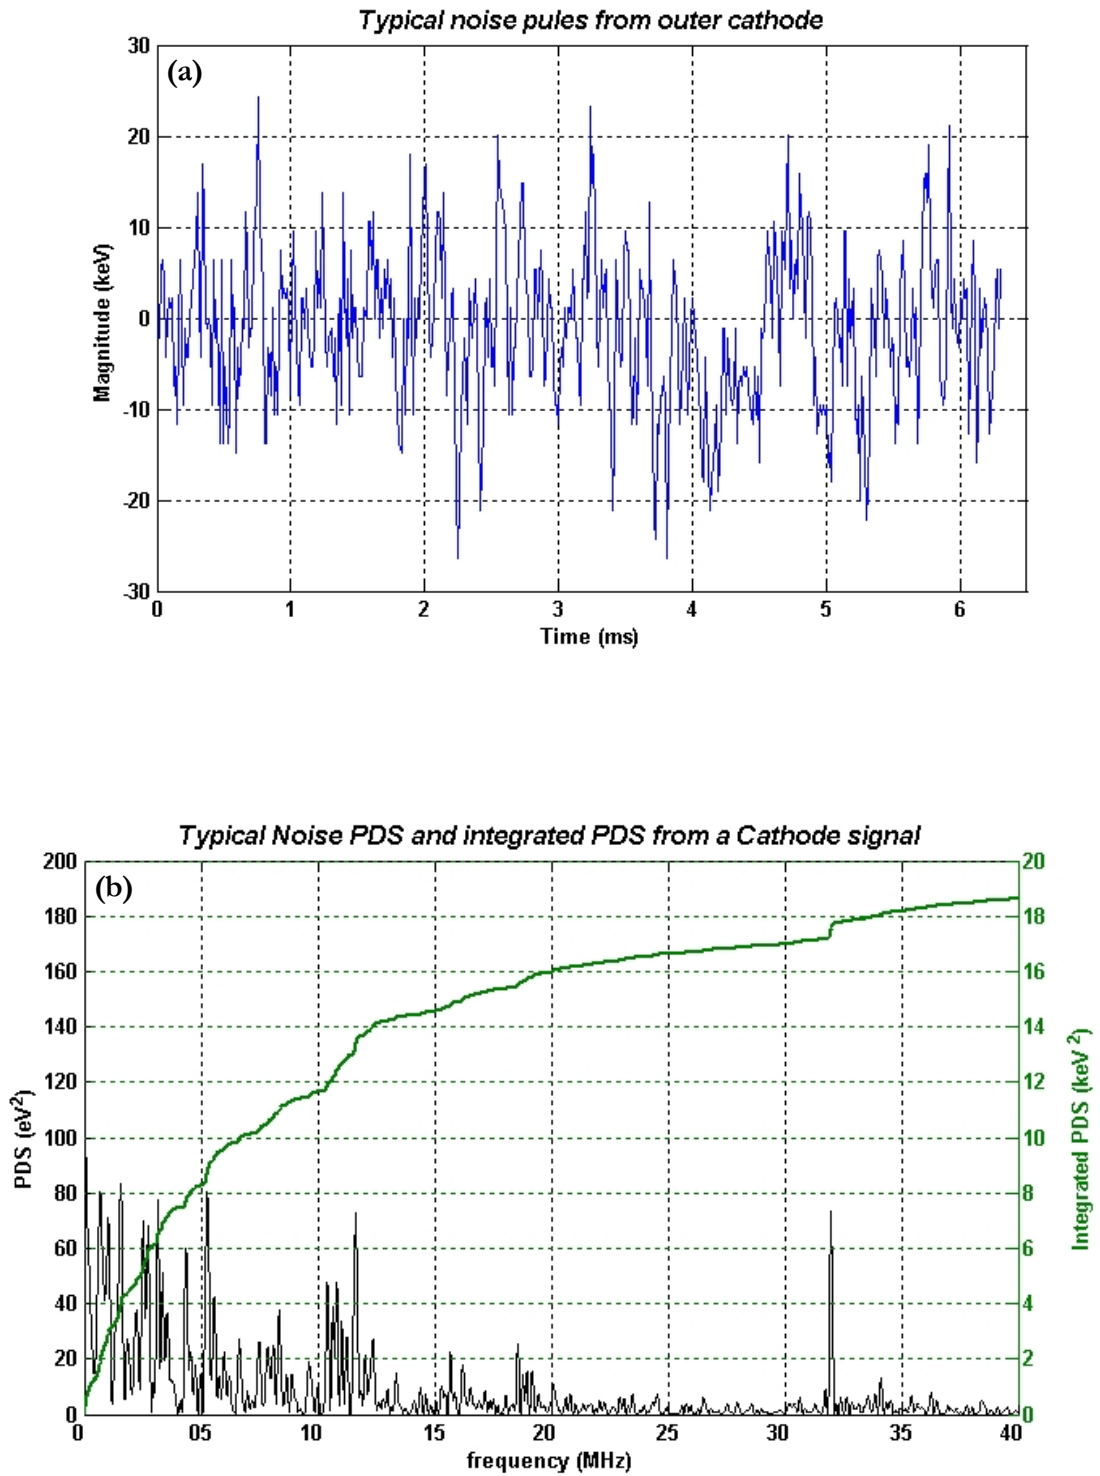 Typical noise pules from outer cathode
(a)
30
20
10
0
-10
-20
-30
Magnitude (keV)
0 1 2 3 4 5 6
Time (ms)
Typical Noise PDS and integrated PDS from a Cathode signal
(b)
200
180
160
140
120
100
80
60
40
20
0
PDS (eV²)
20
18
16
14
12
10
8
6
4
2
0
Integrated PDS (keV²)
0 05 10 15 20 25 30 35 40
frequency (MHz)